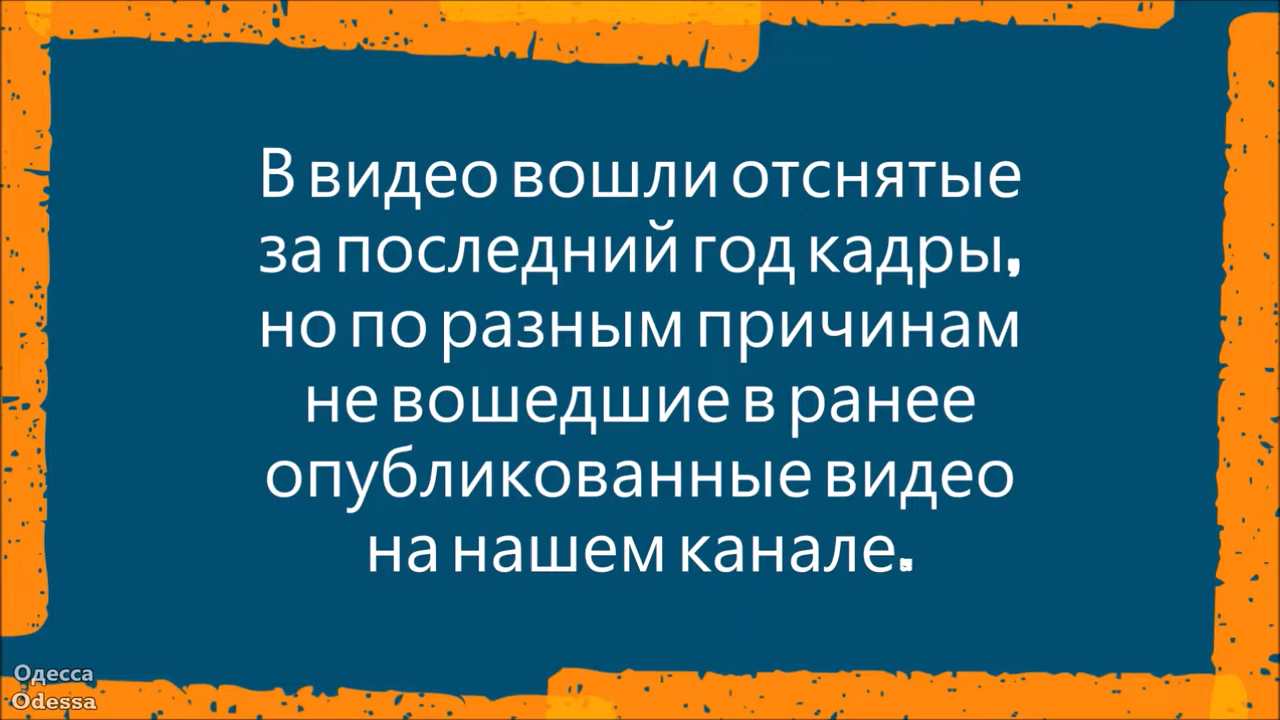 В видео вошли отснятые
за последний год кадры,
но по разным причинам
не вошедшие в ранее
опубликованные видео
на нашем канале.
Одесса
Odessa